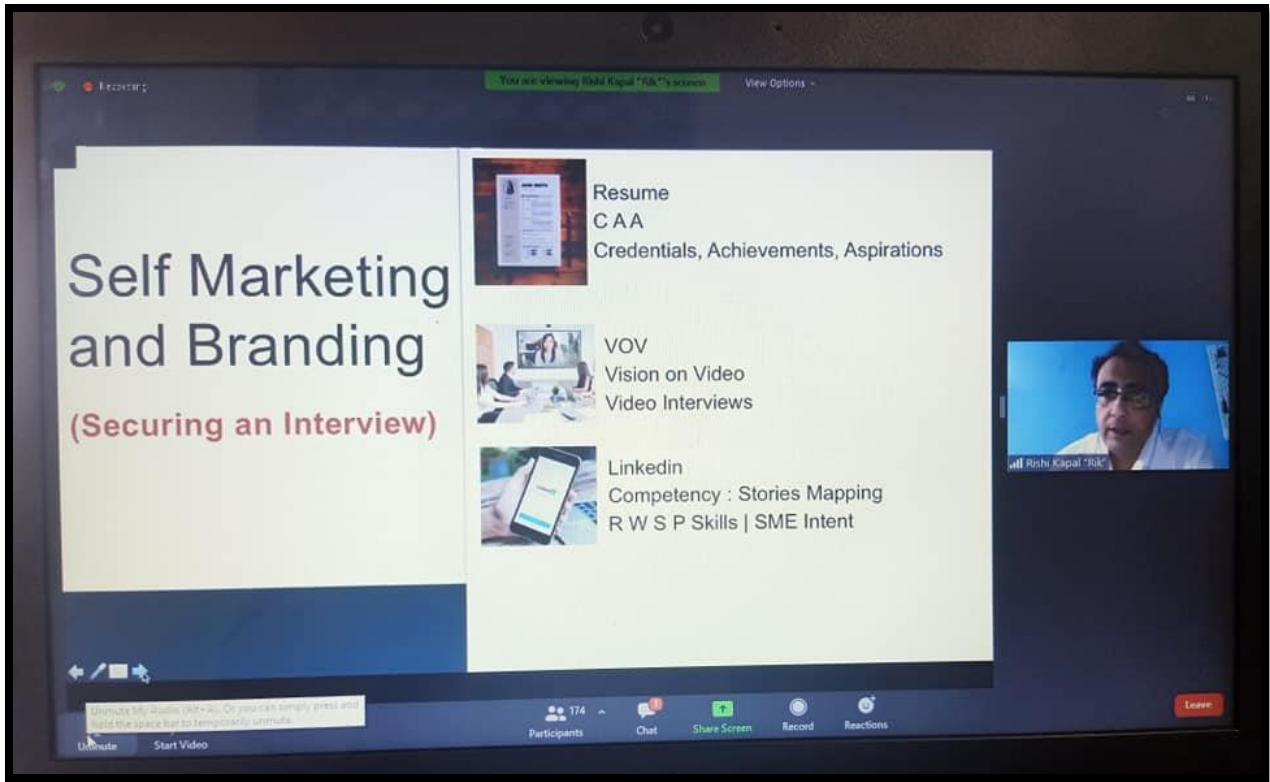 Recording
You are viewing Rishi Kapal "Rik"'s screen
View Options
Self Marketing
and Branding
(Securing an Interview)
Resume
C A A
Credentials, Achievements, Aspirations
VOV
Vision on Video
Video Interviews
Linkedin
Competency : Stories Mapping
R W S P Skills | SME Intent
Rishi Kapal "Rik"
Unmute My Audio (Alt+A). Or you can simply press and
hold the space bar to temporarily unmute.
Unmute
Start Video
174
Participants
1
Chat
Share Screen
Record
Reactions
Leave